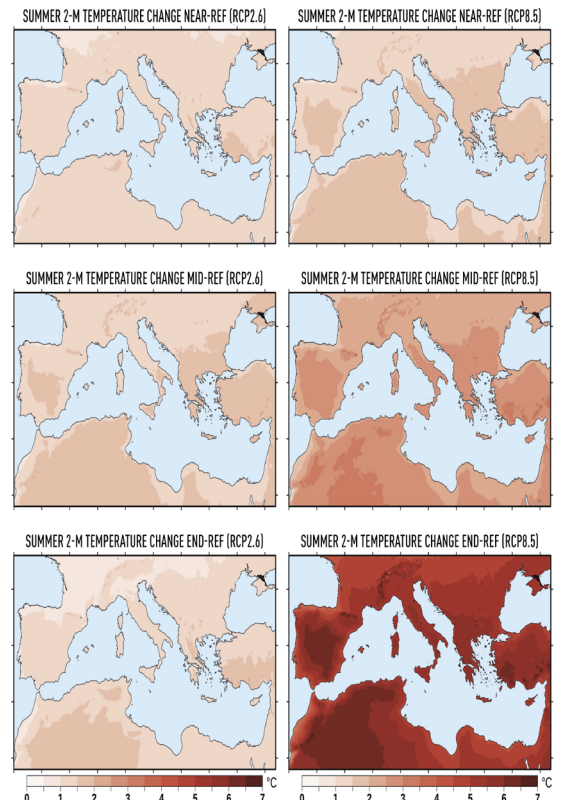 SUMMER 2-M TEMPERATURE CHANGE NEAR-REF (RCP2.6)
SUMMER 2-M TEMPERATURE CHANGE NEAR-REF (RCP8.5)
SUMMER 2-M TEMPERATURE CHANGE MID-REF (RCP2.6)
SUMMER 2-M TEMPERATURE CHANGE MID-REF (RCP8.5)
SUMMER 2-M TEMPERATURE CHANGE END-REF (RCP2.6)
SUMMER 2-M TEMPERATURE CHANGE END-REF (RCP8.5)
°C
0 1 2 3 4 5 6 7
°C
0 1 2 3 4 5 6 7